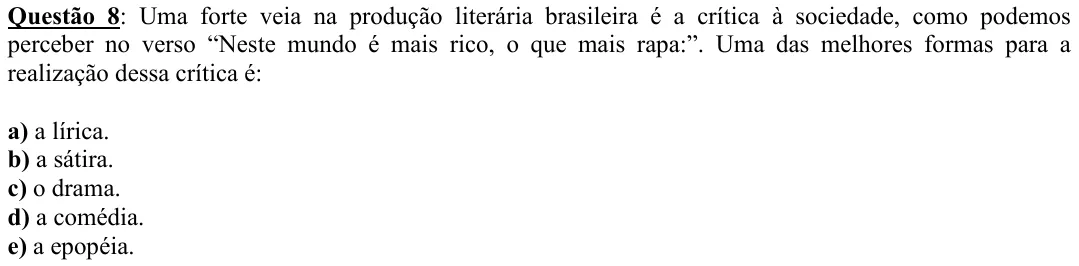 Questão 8: Uma forte veia na produção literária brasileira é a crítica à sociedade, como podemos
perceber no verso “Neste mundo é mais rico, o que mais rapa:”. Uma das melhores formas para a
realização dessa crítica é:
a) a lírica.
b) a sátira.
c) o drama.
d) a comédia.
e) a epopéia.